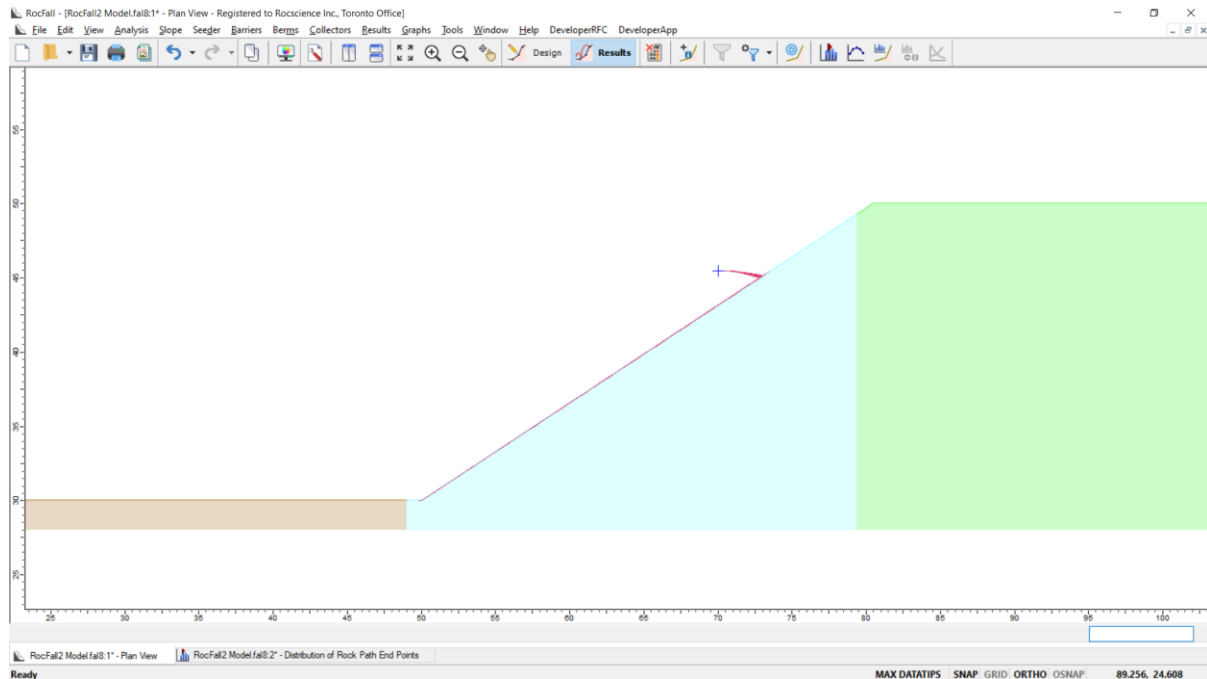 RocFall - [RocFall2 Model.fal8:1* - Plan View - Registered to Rocscience Inc., Toronto Office]
File Edit View Analysis Slope Seeder Barriers Berms Collectors Results Graphs Tools Window Help DeveloperRFC DeveloperApp
Design Results
55
50
45
40
35
30
25
25 30 35 40 45 50 55 60 65 70 75 80 85 90 95 100
RocFall2 Model.fal8:1* - Plan View RocFall2 Model.fal8:2* - Distribution of Rock Path End Points
Ready MAX DATATIPS SNAP GRID ORTHO OSNAP 89.256, 24.608